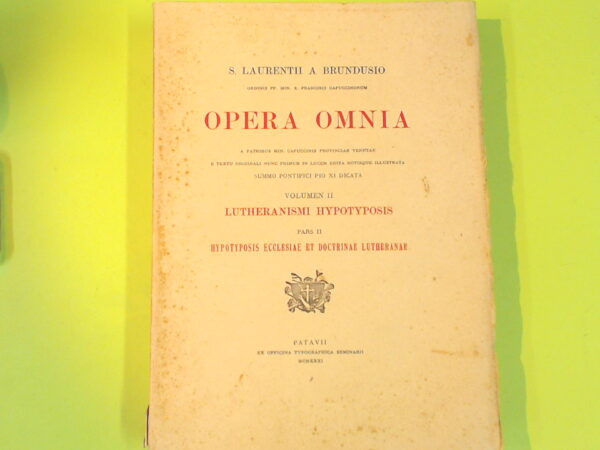 S. LAURENTII A BRUNDUSIO
ORDINIS FF. MIN. S. FRANCISCI CAPUCCINORUM
OPERA OMNIA
A PATRIBUS MIN. CAPUCCINIS PROVINCIAE VENETAE
E TEXTU ORIGINALI NUNC PRIMUM IN LUCEM EDITA NOTISQUE ILLUSTRATA
SUMMO PONTIFICI PIO XI DICATA
VOLUMEN II
LUTHERANISMI HYPOTYPOSIS
PARS II
HYPOTYPOSIS ECCLESIAE ET DOCTRINAE LUTHERANAE
PATAVII
EX OFFICINA TYPOGRAPHICA SEMINARII
MCMXXXI